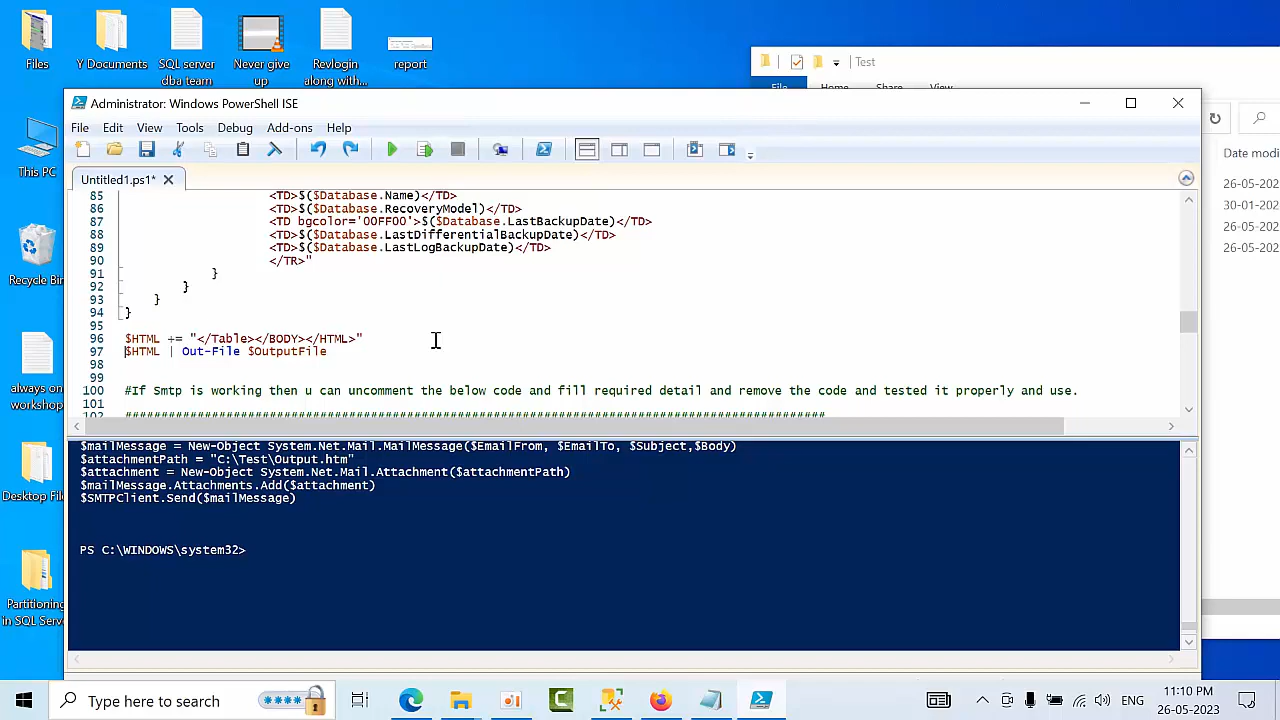 Files
Y Documents
SQL server
dba team
Never give
up
Revlogin
along with...
report
Test
File
Home
Share
View
Administrator: Windows PowerShell ISE
File Edit View Tools Debug Add-ons Help
This PC
Untitled1.ps1*
Date modi
26-05-202
30-01-202
26-05-202
26-05-202
Recycle Bin
always on
workshop
Desktop Fil
Partitioning
in SQL Serve
85 <TD>$($Database.Name)</TD>
86 <TD>$($Database.RecoveryModel)</TD>
87 <TD bgcolor='00FF00'>$($Database.LastBackupDate)</TD>
88 <TD>$($Database.LastDifferentialBackupDate)</TD>
89 <TD>$($Database.LastLogBackupDate)</TD>
90 </TR>"
91 }
92 }
93 }
94 }
95
96 $HTML += "</Table></BODY></HTML>"
97 $HTML | Out-File $OutputFile
98
99
100 #If Smtp is working then u can uncomment the below code and fill required detail and remove the code and tested it properly and use.
101
102 ##################################################################################################
$mailMessage = New-Object System.Net.Mail.MailMessage($EmailFrom, $EmailTo, $Subject,$Body)
$attachmentPath = "C:\Test\Output.htm"
$attachment = New-Object System.Net.Mail.Attachment($attachmentPath)
$mailMessage.Attachments.Add($attachment)
$SMTPClient.Send($mailMessage)
PS C:\WINDOWS\system32>
Type here to search
ENG
11:10 PM
26-05-2023